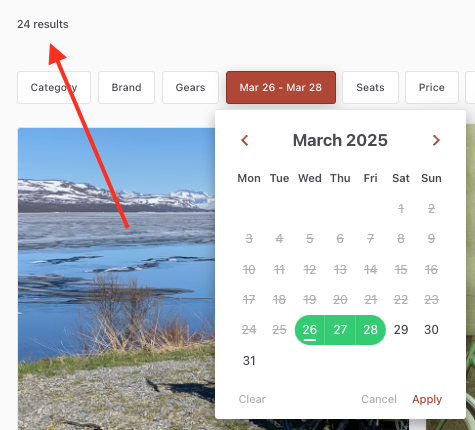 24 results
Category Brand Gears Mar 26 - Mar 28 Seats Price
March 2025
Mon Tue Wed Thu Fri Sat Sun
1 2
3 4 5 6 7 8 9
10 11 12 13 14 15 16
17 18 19 20 21 22 23
24 25 26 27 28 29 30
31
Clear Cancel Apply